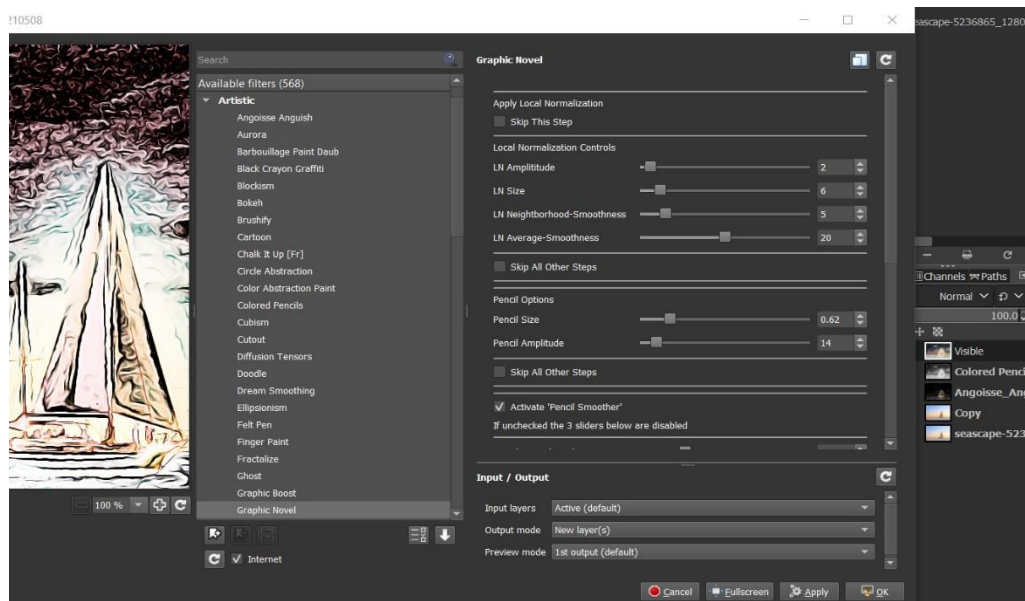 210508
Search
Available filters (568)
Artistic
Angoisse Anguish
Aurora
Barbouillage Paint Daub
Black Crayon Graffiti
Blockism
Bokeh
Brushify
Cartoon
Chalk It Up [Fr]
Circle Abstraction
Color Abstraction Paint
Colored Pencils
Cubism
Cutout
Diffusion Tensors
Doodle
Dream Smoothing
Ellipsionism
Felt Pen
Finger Paint
Fractalize
Ghost
Graphic Boost
Graphic Novel
100 %
Internet
Graphic Novel
Apply Local Normalization
Skip This Step
Local Normalization Controls
LN Amplititude 2
LN Size 6
LN Neighborhood-Smoothness 5
LN Average-Smoothness 20
Skip All Other Steps
Pencil Options
Pencil Size 0.62
Pencil Amplitude 14
Skip All Other Steps
Activate 'Pencil Smoother'
If unchecked the 3 sliders below are disabled
Input / Output
Input layers Active (default)
Output mode New layer(s)
Preview mode 1st output (default)
Cancel Fullscreen Apply OK
eascape-5236865_1280
Channels Paths
Normal
100.0
Visible
Colored Penci
Angoisse_Ang
Copy
seascape-523